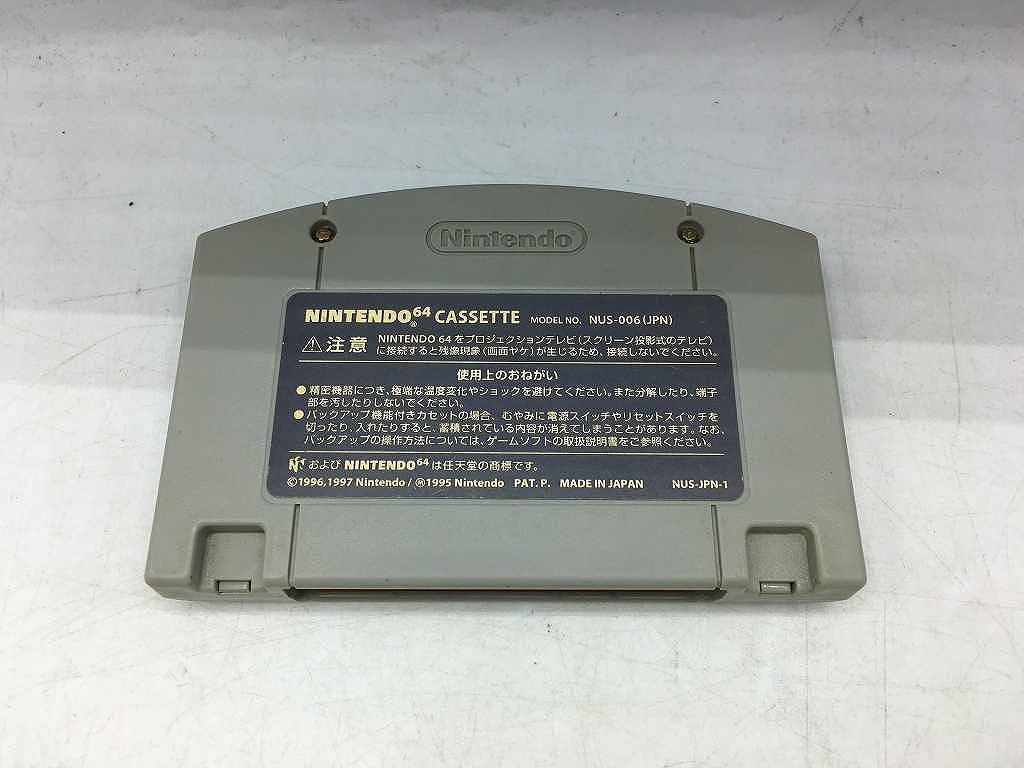 Nintendo
NINTENDO64® CASSETTE MODEL NO. NUS-006(JPN)
⚠注意 NINTENDO 64をプロジェクションテレビ(スクリーン投影式のテレビ)
に接続すると残像現象(画面ヤケ)が生じるため、接続しないでください。
使用上のおねがい
●精密機器につき、極端な温度変化やショックを避けてください。また分解したり、端子
部を汚したりしないでください。
●バックアップ機能付きカセットの場合、むやみに電源スイッチやリセットスイッチを
切ったり、入れたりすると、蓄積されている内容が消えてしまうことがあります。なお、
バックアップの操作方法については、ゲームソフトの取扱説明書をご参照ください。
および NINTENDO64 は任天堂の商標です。
©1996,1997 Nintendo/Ⓜ1995 Nintendo PAT. P. MADE IN JAPAN NUS-JPN-1